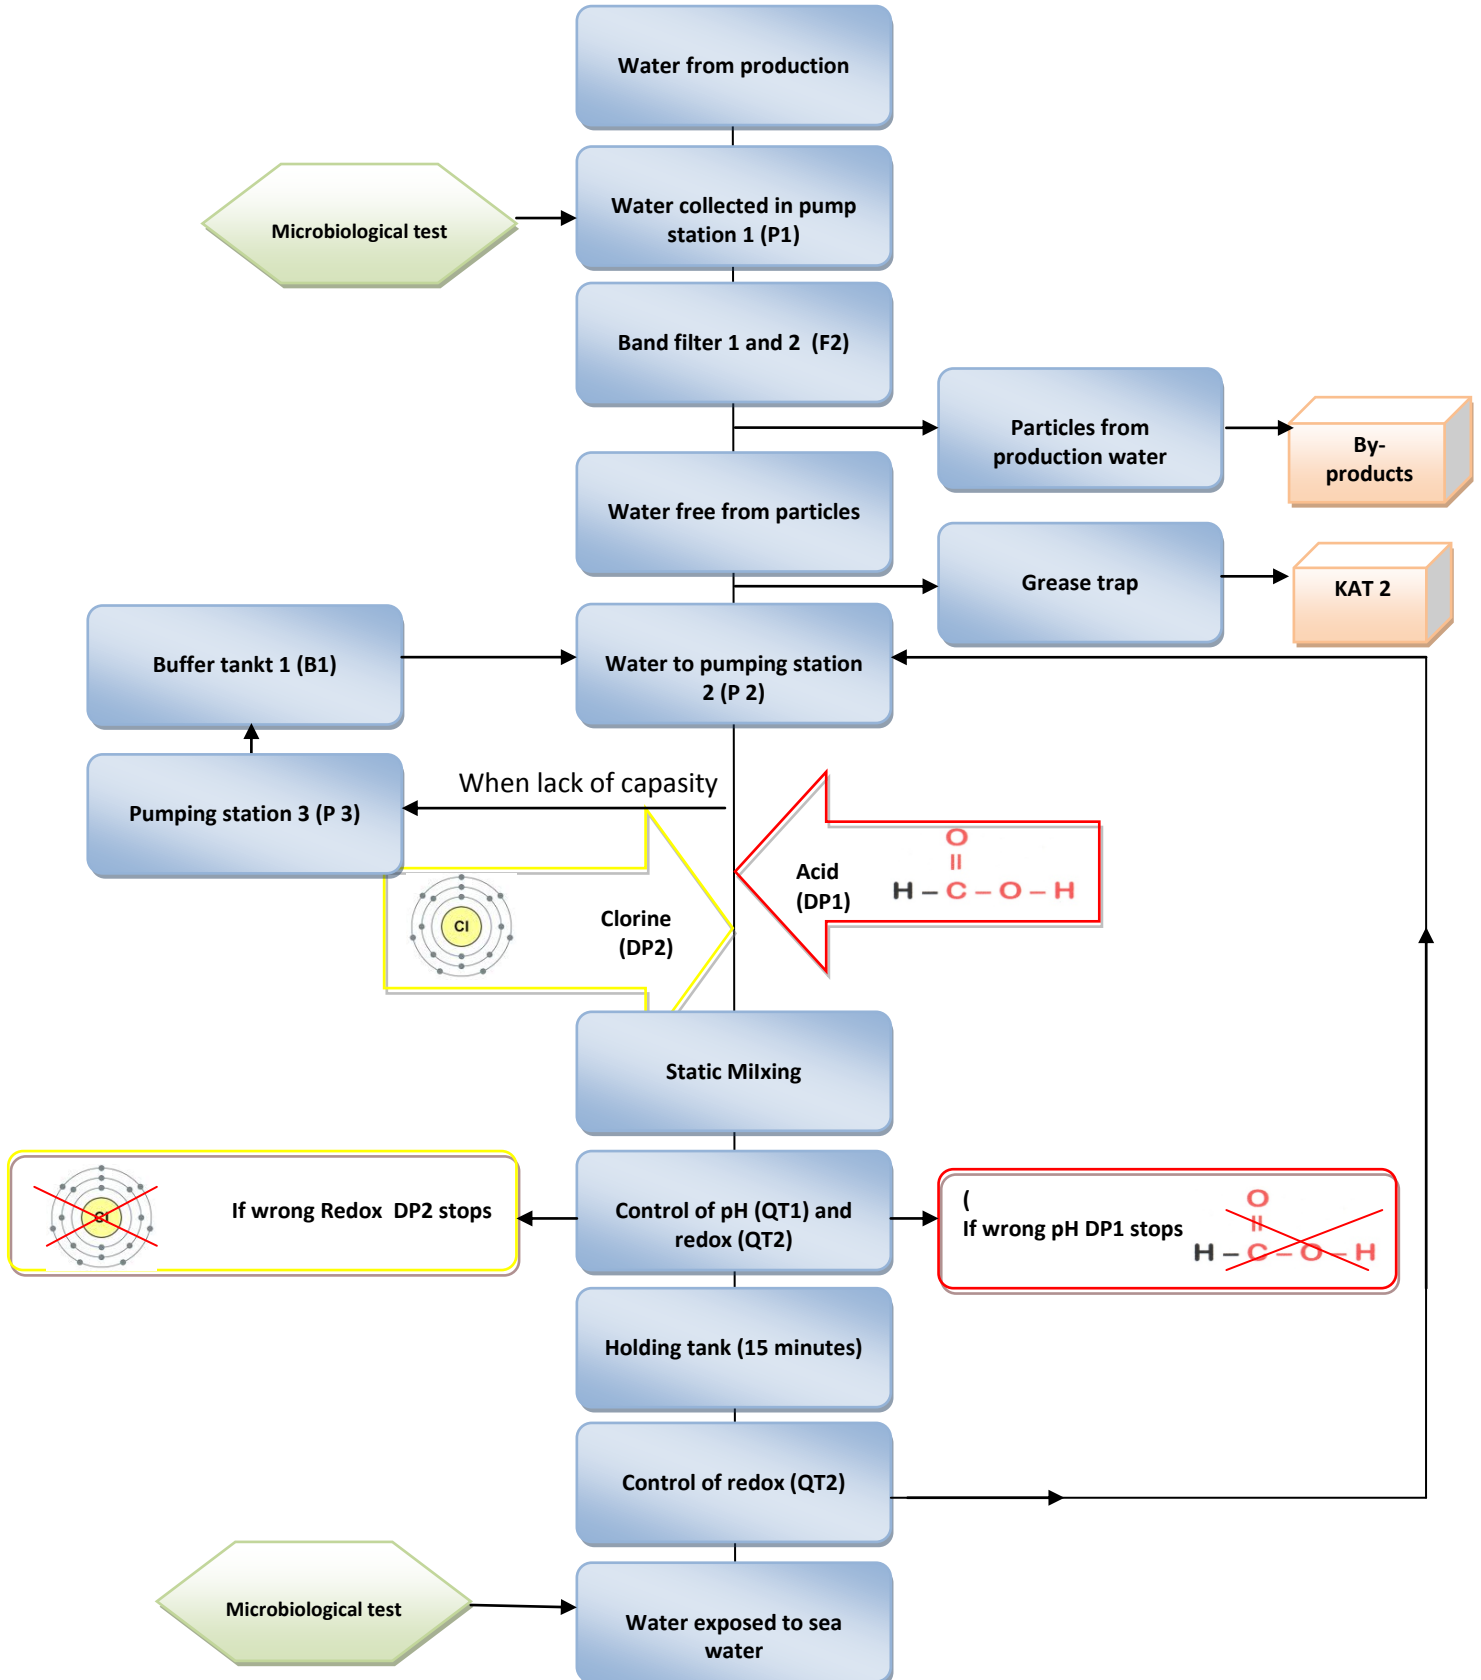 Water from production
Microbiological test
Water collected in pump
station 1 (P1)
Band filter 1 and 2 (F2)
Particles from
production water
By-
products
Water free from particles
Grease trap
KAT 2
Buffer tankt 1 (B1)
Water to pumping station
2 (P 2)
When lack of capasity
Pumping station 3 (P 3)
Acid
(DP1)
O
H – C – O – H
Cl
Clorine
(DP2)
Static Milxing
Cl
If wrong Redox DP2 stops
Control of pH (QT1) and
redox (QT2)
(
If wrong pH DP1 stops
O
H – C – O – H
Holding tank (15 minutes)
Control of redox (QT2)
Microbiological test
Water exposed to sea
water